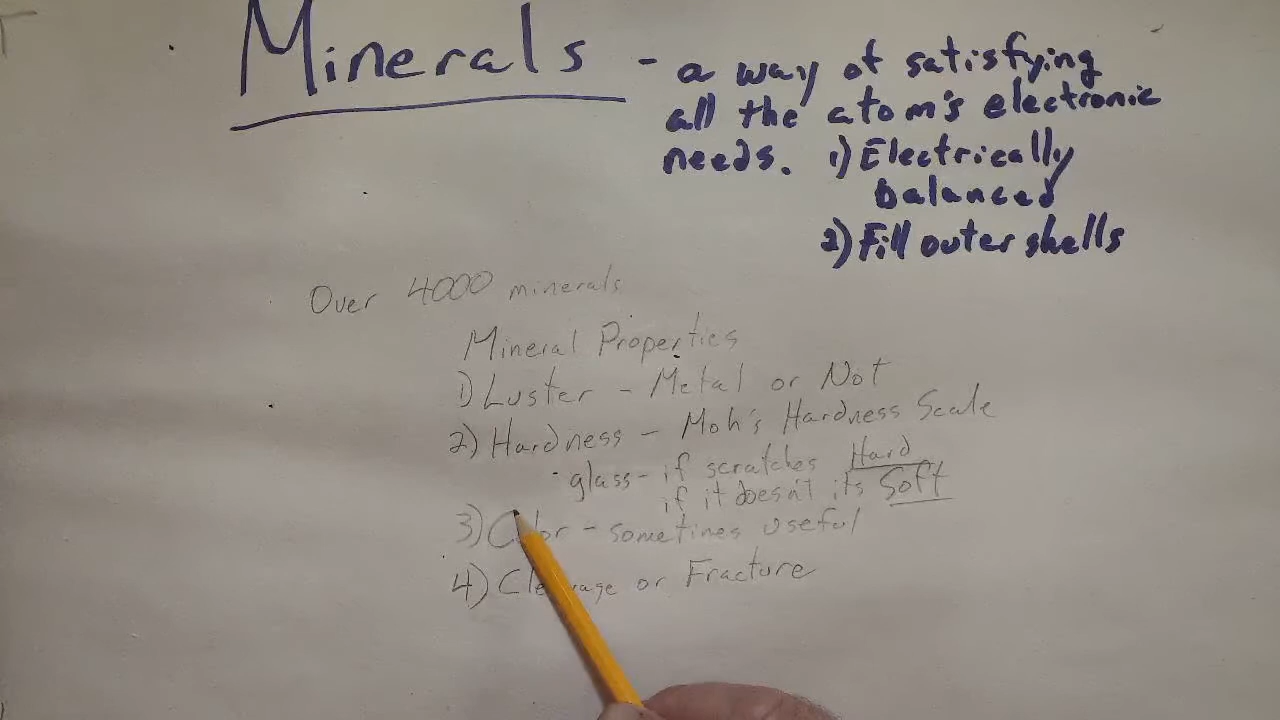 Minerals - a way of satisfying
all the atom's electronic
needs. 1) Electrically
balanced
2) Fill outer shells
Over 4000 minerals
Mineral Properties
1) Luster - Metal or Not
2) Hardness - Moh's Hardness Scale
· glass - if scratches Hard
if it doesn't its Soft
3) Color - sometimes useful
4) Cleavage or Fracture